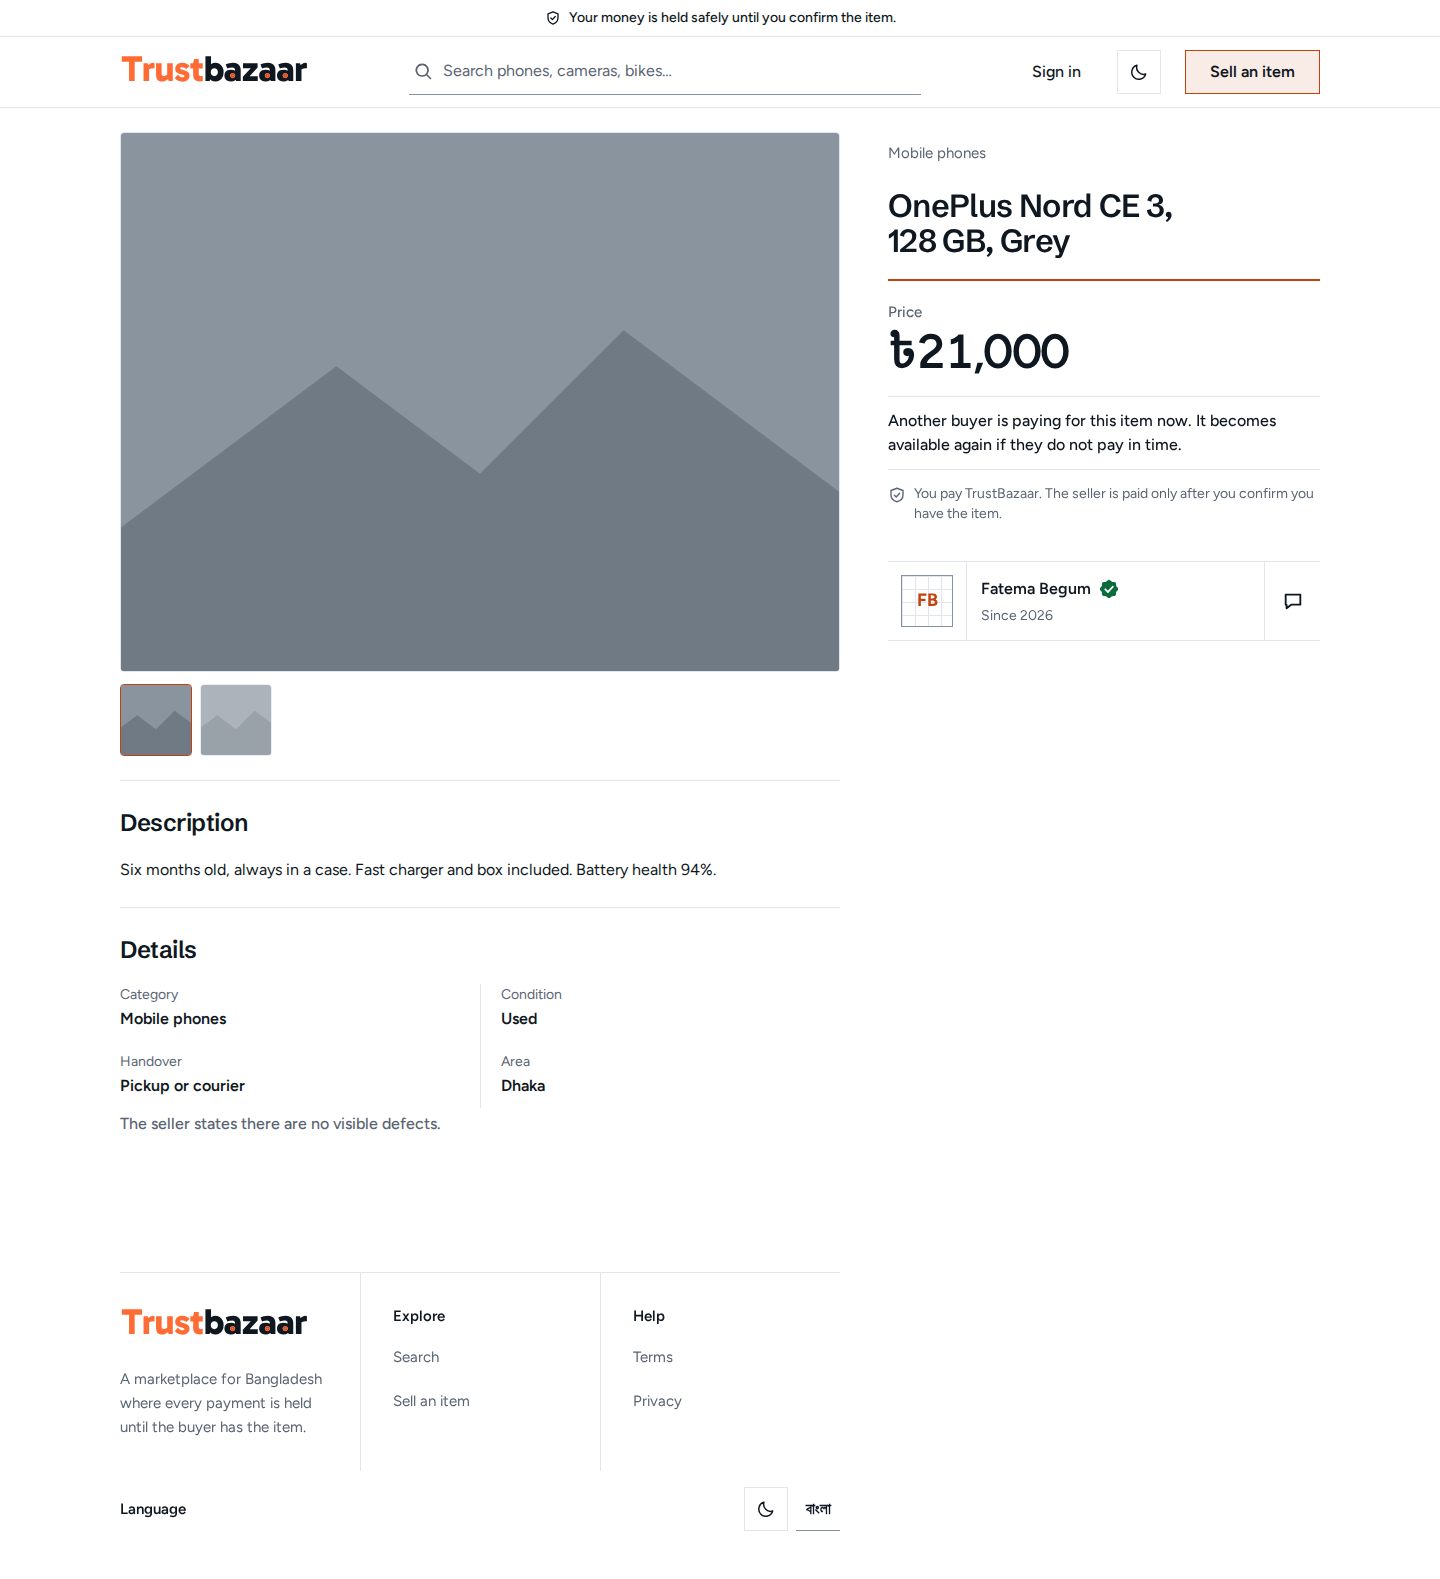 Your money is held safely until you confirm the item.
Trustbazaar
Search phones, cameras, bikes...
Sign in
Sell an item
Mobile phones
OnePlus Nord CE 3,
128 GB, Grey
Price
৳21,000
Another buyer is paying for this item now. It becomes
available again if they do not pay in time.
You pay TrustBazaar. The seller is paid only after you confirm you
have the item.
FB
Fatema Begum
Since 2026
Description
Six months old, always in a case. Fast charger and box included. Battery health 94%.
Details
Category
Mobile phones
Condition
Used
Handover
Pickup or courier
Area
Dhaka
The seller states there are no visible defects.
Trustbazaar
A marketplace for Bangladesh
where every payment is held
until the buyer has the item.
Explore
Search
Sell an item
Help
Terms
Privacy
Language
বাংলা